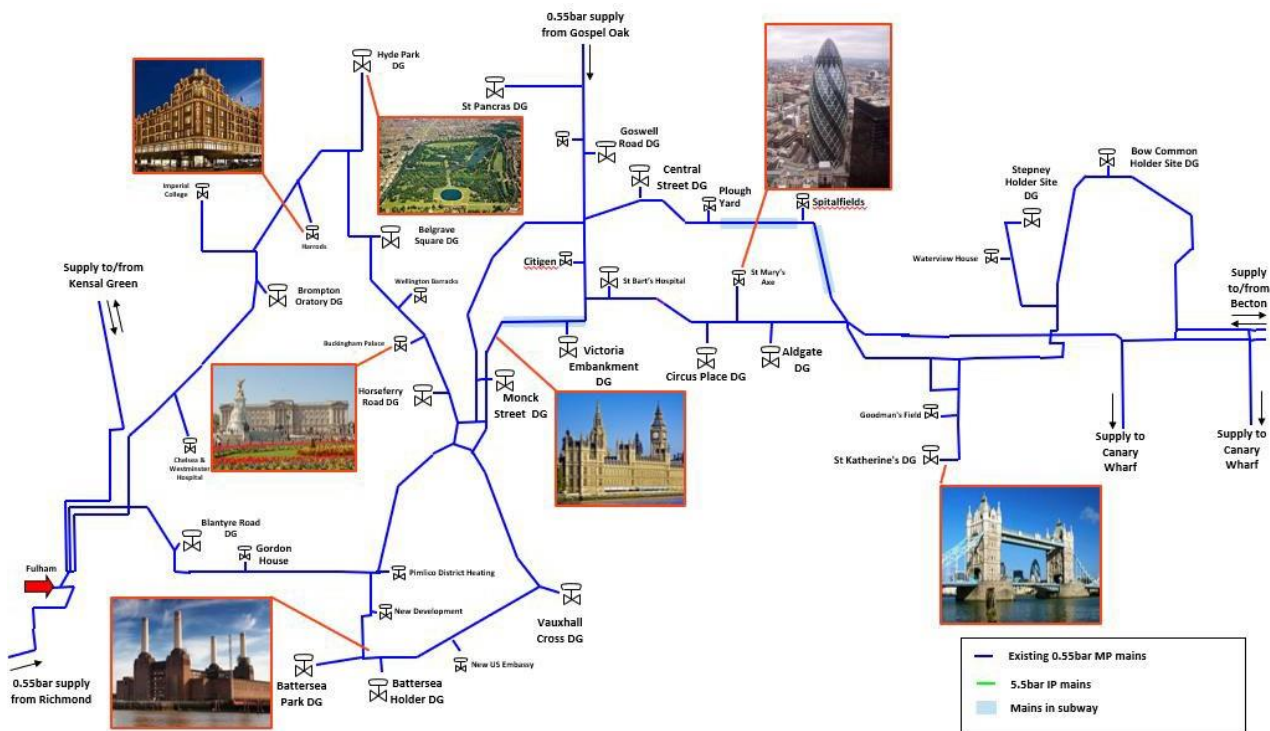 0.55bar supply
from Gospel Oak
Hyde Park
DG
St Pancras DG
Goswell
Road DG
Central
Street DG
Plough
Yard
Spitalfields
Stepney
Holder Site
DG
Bow Common
Holder Site DG
Imperial
College
Harrods
Belgrave
Square DG
Citigen
St Bart's Hospital
St Mary's
Axe
Waterview House
Supply to/from
Kensal Green
Brompton
Oratory DG
Wellington Barracks
Supply
to/from
Becton
Buckingham Palace
Victoria
Embankment
DG
Circus Place DG
Aldgate
DG
Horseferry
Road DG
Monck
Street DG
Goodman's Field
Supply to
Canary
Wharf
Supply to
Canary
Wharf
Chelsea &
Westminster
Hospital
St Katherine's DG
Blantyre Road
DG
Gordon
House
Fulham
Pimlico District Heating
New Development
Vauxhall
Cross DG
New US Embassy
0.55bar supply
from Richmond
Battersea
Park DG
Battersea
Holder DG
Existing 0.55bar MP mains
5.5bar IP mains
Mains in subway